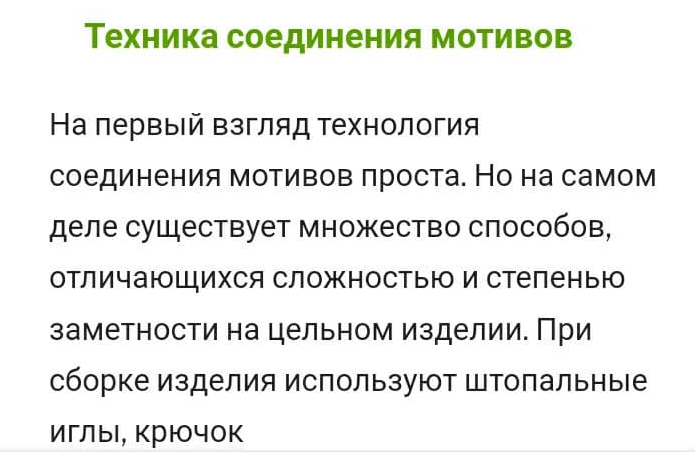 Техника соединения мотивов
На первый взгляд технология
соединения мотивов проста. Но на самом
деле существует множество способов,
отличающихся сложностью и степенью
заметности на цельном изделии. При
сборке изделия используют штопальные
иглы, крючок